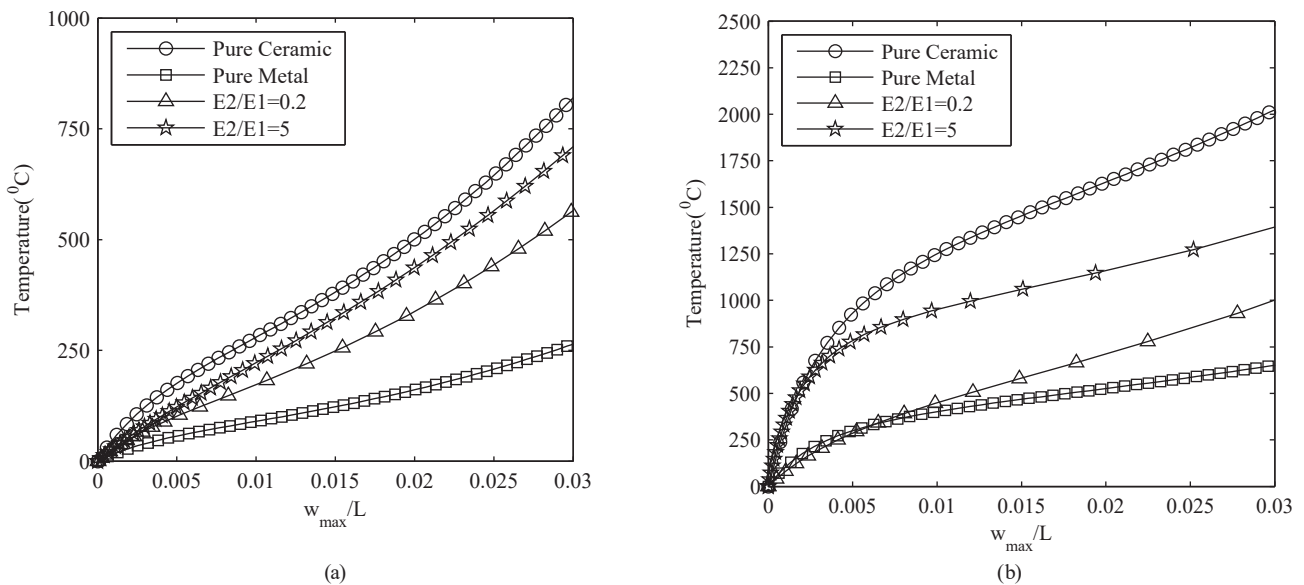 1000
750
500
250
0
Temperature(⁰C)
Pure Ceramic
Pure Metal
E2/E1=0.2
E2/E1=5
0 0.005 0.01 0.015 0.02 0.025 0.03
w_max/L
(a)
2500
2250
2000
1750
1500
1250
1000
750
500
250
0
Temperature(⁰C)
Pure Ceramic
Pure Metal
E2/E1=0.2
E2/E1=5
0 0.005 0.01 0.015 0.02 0.025 0.03
w_max/L
(b)